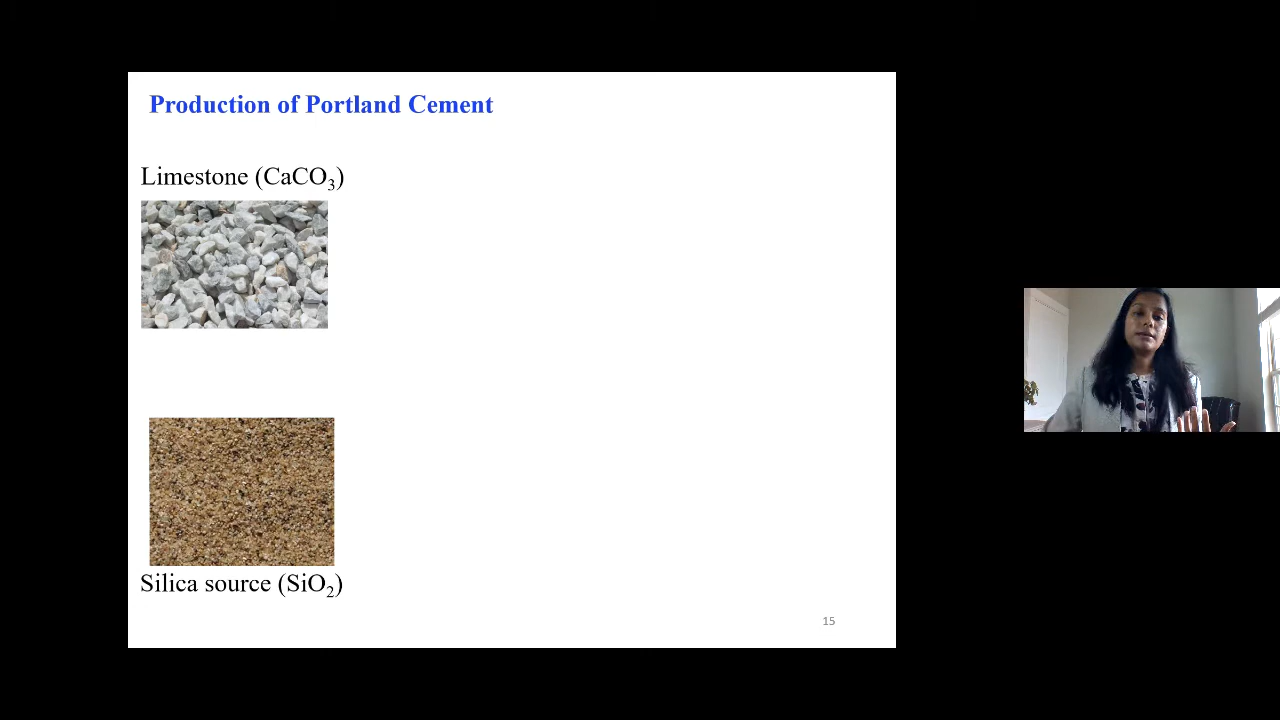 Production of Portland Cement
Limestone (CaCO₃)
Silica source (SiO₂)
15